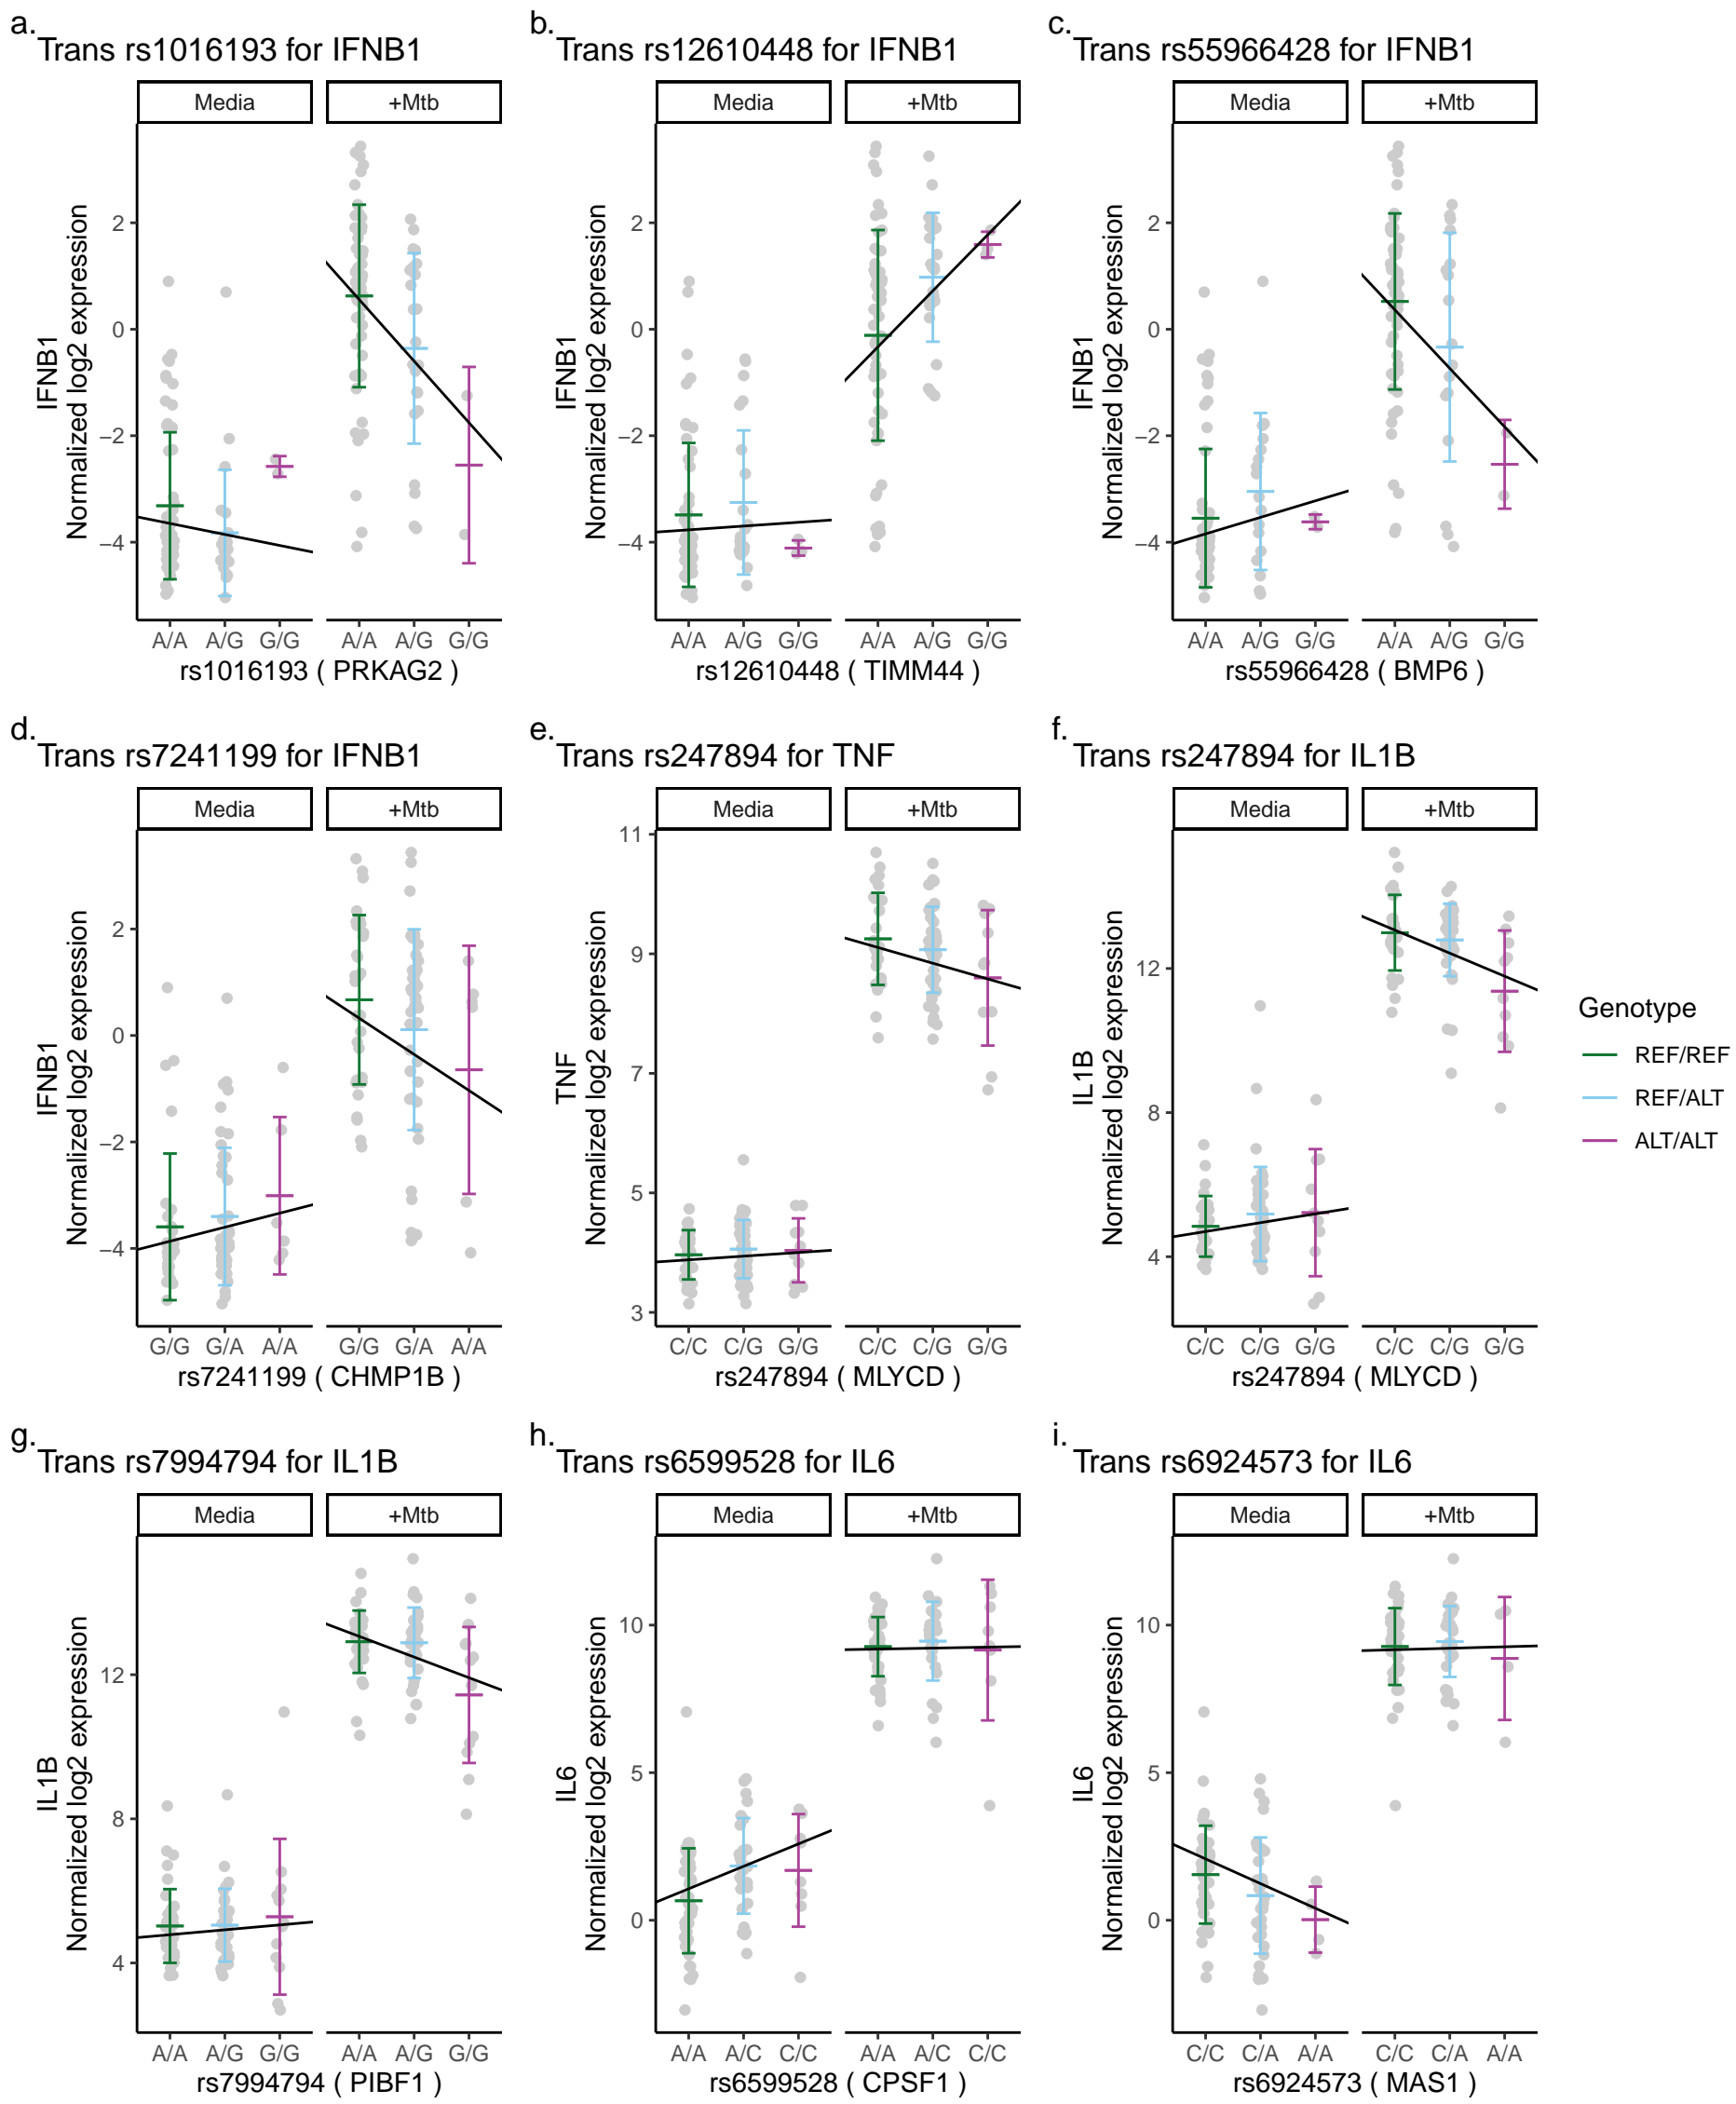 a.
Trans rs1016193 for IFNB1
Media
+Mtb
IFNB1
Normalized log2 expression
2
0
−2
−4
A/A A/G G/G
A/A A/G G/G
rs1016193 ( PRKAG2 )
b.
Trans rs12610448 for IFNB1
Media
+Mtb
IFNB1
Normalized log2 expression
2
0
−2
−4
A/A A/G G/G
A/A A/G G/G
rs12610448 ( TIMM44 )
c.
Trans rs55966428 for IFNB1
Media
+Mtb
IFNB1
Normalized log2 expression
2
0
−2
−4
A/A A/G G/G
A/A A/G G/G
rs55966428 ( BMP6 )
d.
Trans rs7241199 for IFNB1
Media
+Mtb
IFNB1
Normalized log2 expression
2
0
−2
−4
G/G G/A A/A
G/G G/A A/A
rs7241199 ( CHMP1B )
e.
Trans rs247894 for TNF
Media
+Mtb
TNF
Normalized log2 expression
11
9
7
5
3
C/C C/G G/G
C/C C/G G/G
rs247894 ( MLYCD )
f.
Trans rs247894 for IL1B
Media
+Mtb
IL1B
Normalized log2 expression
12
8
4
C/C C/G G/G
C/C C/G G/G
rs247894 ( MLYCD )
Genotype
REF/REF
REF/ALT
ALT/ALT
g.
Trans rs7994794 for IL1B
Media
+Mtb
IL1B
Normalized log2 expression
12
8
4
A/A A/G G/G
A/A A/G G/G
rs7994794 ( PIBF1 )
h.
Trans rs6599528 for IL6
Media
+Mtb
IL6
Normalized log2 expression
10
5
0
A/A A/C C/C
A/A A/C C/C
rs6599528 ( CPSF1 )
i.
Trans rs6924573 for IL6
Media
+Mtb
IL6
Normalized log2 expression
10
5
0
C/C C/A A/A
C/C C/A A/A
rs6924573 ( MAS1 )